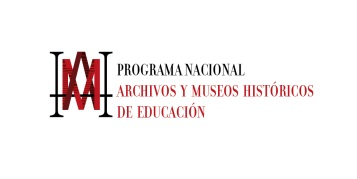 PROGRAMA NACIONAL
ARCHIVOS Y MUSEOS HISTÓRICOS
DE EDUCACIÓN